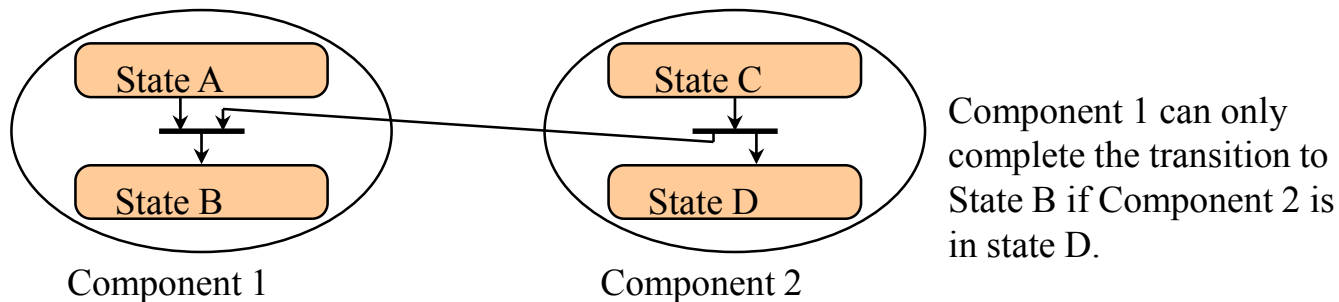 State A
State B
Component 1
State C
State D
Component 2
Component 1 can only
complete the transition to
State B if Component 2 is
in state D.